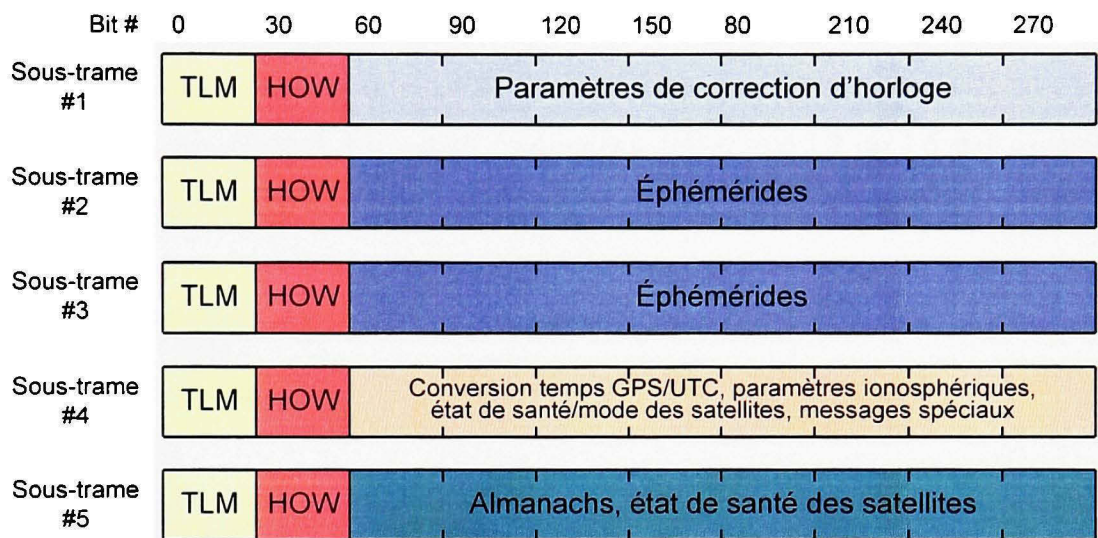 Bit # 0 30 60 90 120 150 80 210 240 270
Sous-trame
#1
TLM HOW Paramètres de correction d'horloge
Sous-trame
#2
TLM HOW Éphémérides
Sous-trame
#3
TLM HOW Éphémérides
Sous-trame
#4
TLM HOW Conversion temps GPS/UTC, paramètres ionosphériques,
état de santé/mode des satellites, messages spéciaux
Sous-trame
#5
TLM HOW Almanachs, état de santé des satellites